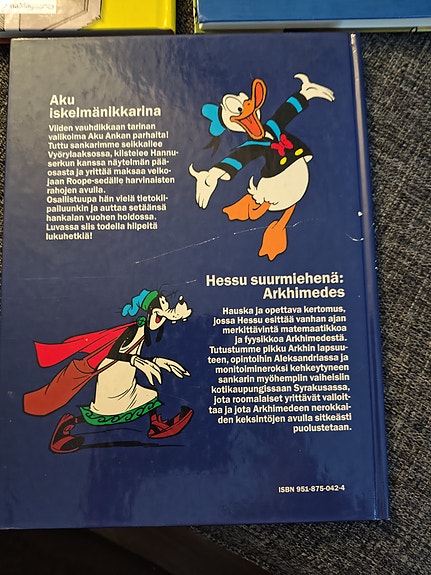 Aku
iskelmänikkarina
Viiden vauhdikkaan tarinan
valikoima Aku Ankan parhaita!
Tuttu sankarimme seikkailee
Vyörylaaksossa, kilstelee Hannu-
serkun kanssa näytelmän pää-
osasta ja yrittää maksaa velko-
jaan Roope-sedälle harvinaisten
rahojen avulla.
Osallistuupa hän vielä tietokil-
pailuunkin ja auttaa setäänsä
hankalan vuohen hoidossa.
Luvassa siis todella hilpeitä
lukuhetkiä!
Hessu suurmiehenä:
Arkhimedes
Hauska ja opettava kertomus,
jossa Hessu esittää vanhan ajan
merkittävintä matemaatikkoa
ja fyysikkoa Arkhimedestä.
Tutustumme pikku Arkhin lapsuu-
teen, opintoihin Aleksandriassa ja
monitoimineroksi kehkeytyneen
sankarin myöhempiin vaiheisiin
kotikaupungissaan Syrakusassa,
jota roomalaiset yrittävät valloit-
taa ja jota Arkhimedeen nerokkai-
den keksintöjen avulla sitkeästi
puolustetaan.
ISBN 951-875-042-4